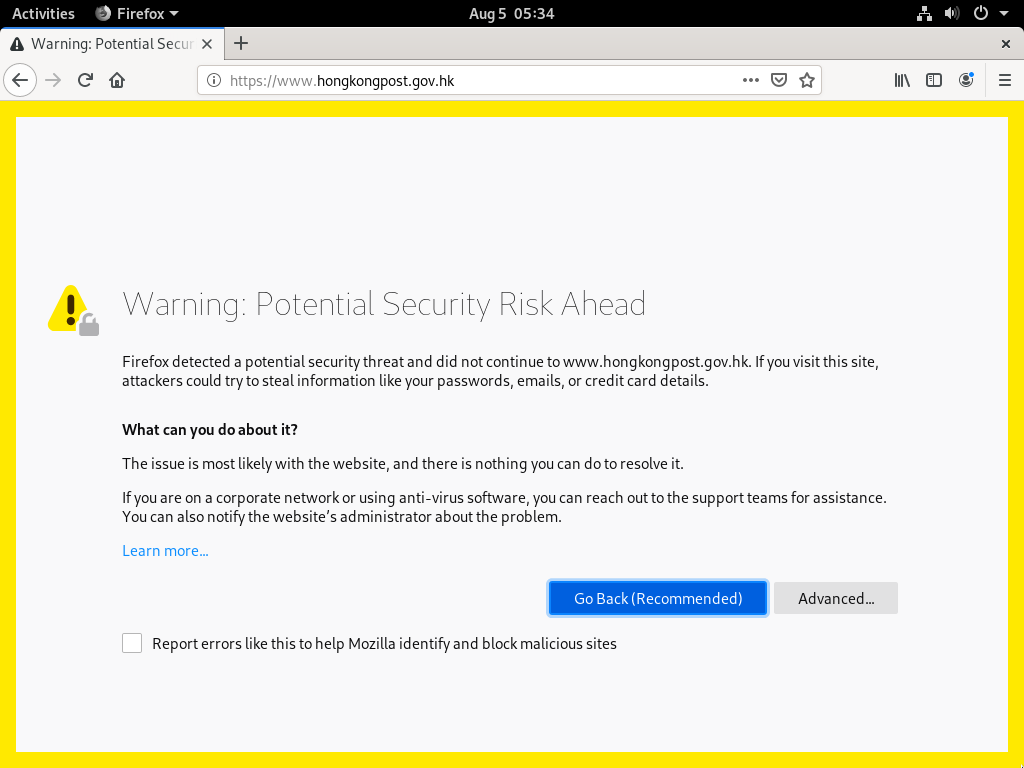 Activities Firefox Aug 5 05:34
Warning: Potential Secur
https://www.hongkongpost.gov.hk
Warning: Potential Security Risk Ahead
Firefox detected a potential security threat and did not continue to www.hongkongpost.gov.hk. If you visit this site,
attackers could try to steal information like your passwords, emails, or credit card details.
What can you do about it?
The issue is most likely with the website, and there is nothing you can do to resolve it.
If you are on a corporate network or using anti-virus software, you can reach out to the support teams for assistance.
You can also notify the website’s administrator about the problem.
Learn more…
Go Back (Recommended) Advanced…
Report errors like this to help Mozilla identify and block malicious sites